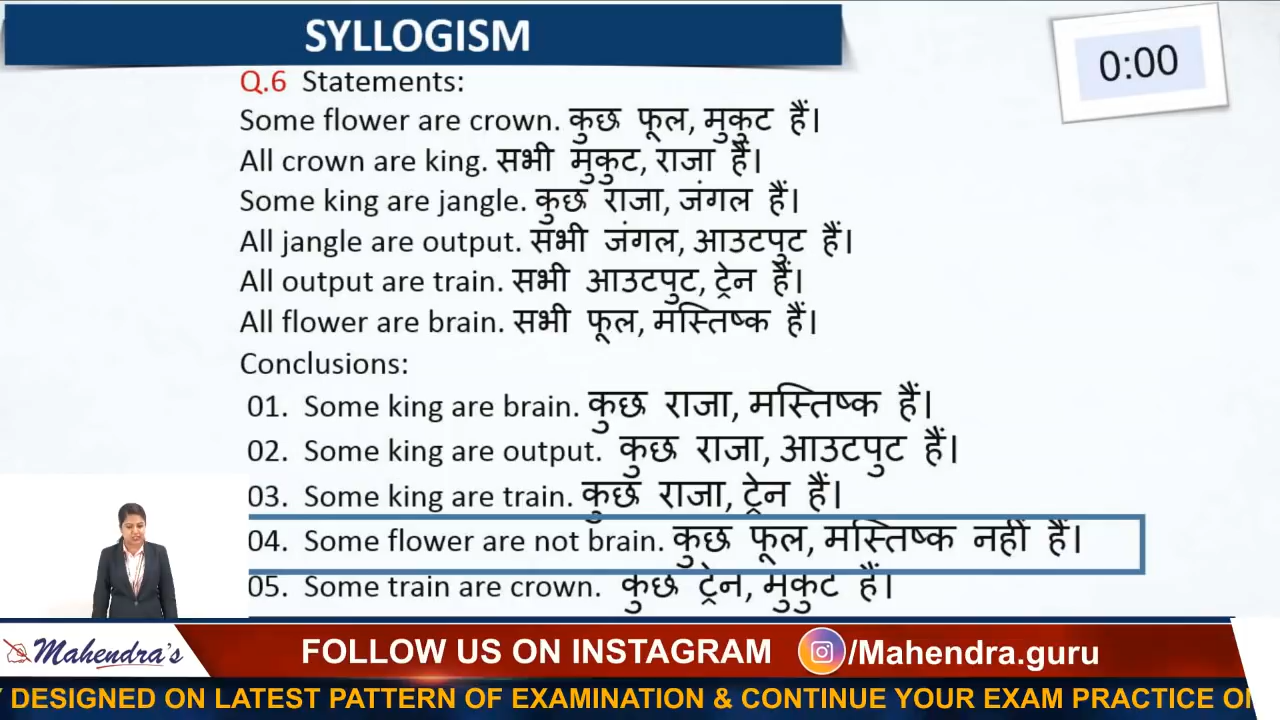 SYLLOGISM
0:00
Q.6 Statements:
Some flower are crown. कुछ फूल, मुकुट हैं।
All crown are king. सभी मुकुट, राजा हैं।
Some king are jangle. कुछ राजा, जंगल हैं।
All jangle are output. सभी जंगल, आउटपुट हैं।
All output are train. सभी आउटपुट, ट्रेन हैं।
All flower are brain. सभी फूल, मस्तिष्क हैं।
Conclusions:
01. Some king are brain. कुछ राजा, मस्तिष्क हैं।
02. Some king are output. कुछ राजा, आउटपुट हैं।
03. Some king are train. कुछ राजा, ट्रेन हैं।
04. Some flower are not brain. कुछ फूल, मस्तिष्क नहीं हैं।
05. Some train are crown. कुछ ट्रेन, मुकुट हैं।
Mahendra's FOLLOW US ON INSTAGRAM /Mahendra.guru
DESIGNED ON LATEST PATTERN OF EXAMINATION & CONTINUE YOUR EXAM PRACTICE